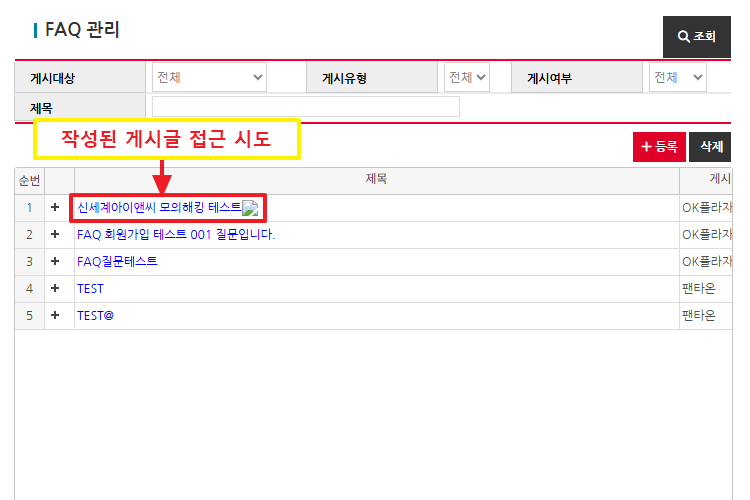 FAQ 관리
조회
게시대상 전체 게시유형 전체 게시여부 전체
제목
작성된 게시글 접근 시도
등록 삭제
순번 제목 게시
1 신세계아이앤씨 모의해킹 테스트 OK플라자
2 FAQ 회원가입 테스트 001 질문입니다. OK플라자
3 FAQ질문테스트 OK플라자
4 TEST 팬타온
5 TEST@ 팬타온